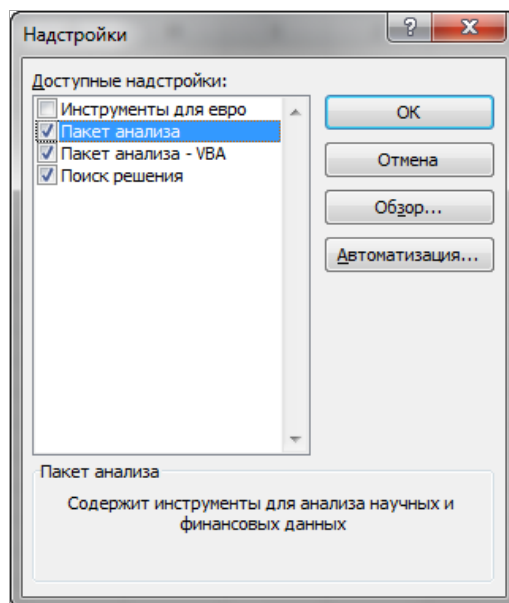 Надстройки
Доступные надстройки:
Инструменты для евро
Пакет анализа
Пакет анализа - VBA
Поиск решения
ОК
Отмена
Обзор...
Автоматизация...
Пакет анализа
Содержит инструменты для анализа научных и
финансовых данных